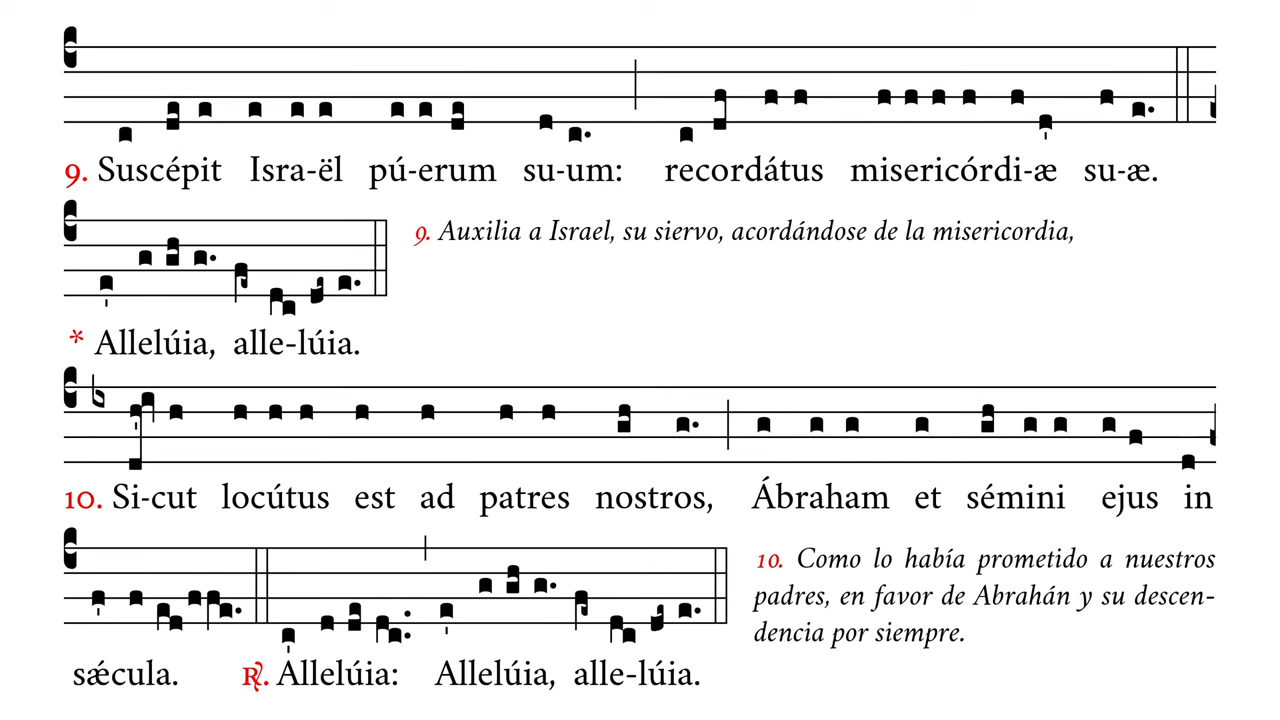 9. Suscépit Isra-ël pú-erum su-um: recordátus misericórdi-æ su-æ.
9. Auxilia a Israel, su siervo, acordándose de la misericordia,
* Allelúia, alle-lúia.
10. Si-cut locútus est ad patres nostros, Ábraham et sémini ejus in
10. Como lo había prometido a nuestros
padres, en favor de Abrahán y su descen-
dencia por siempre.
sǽcula. ℟. Allelúia: Allelúia, alle-lúia.